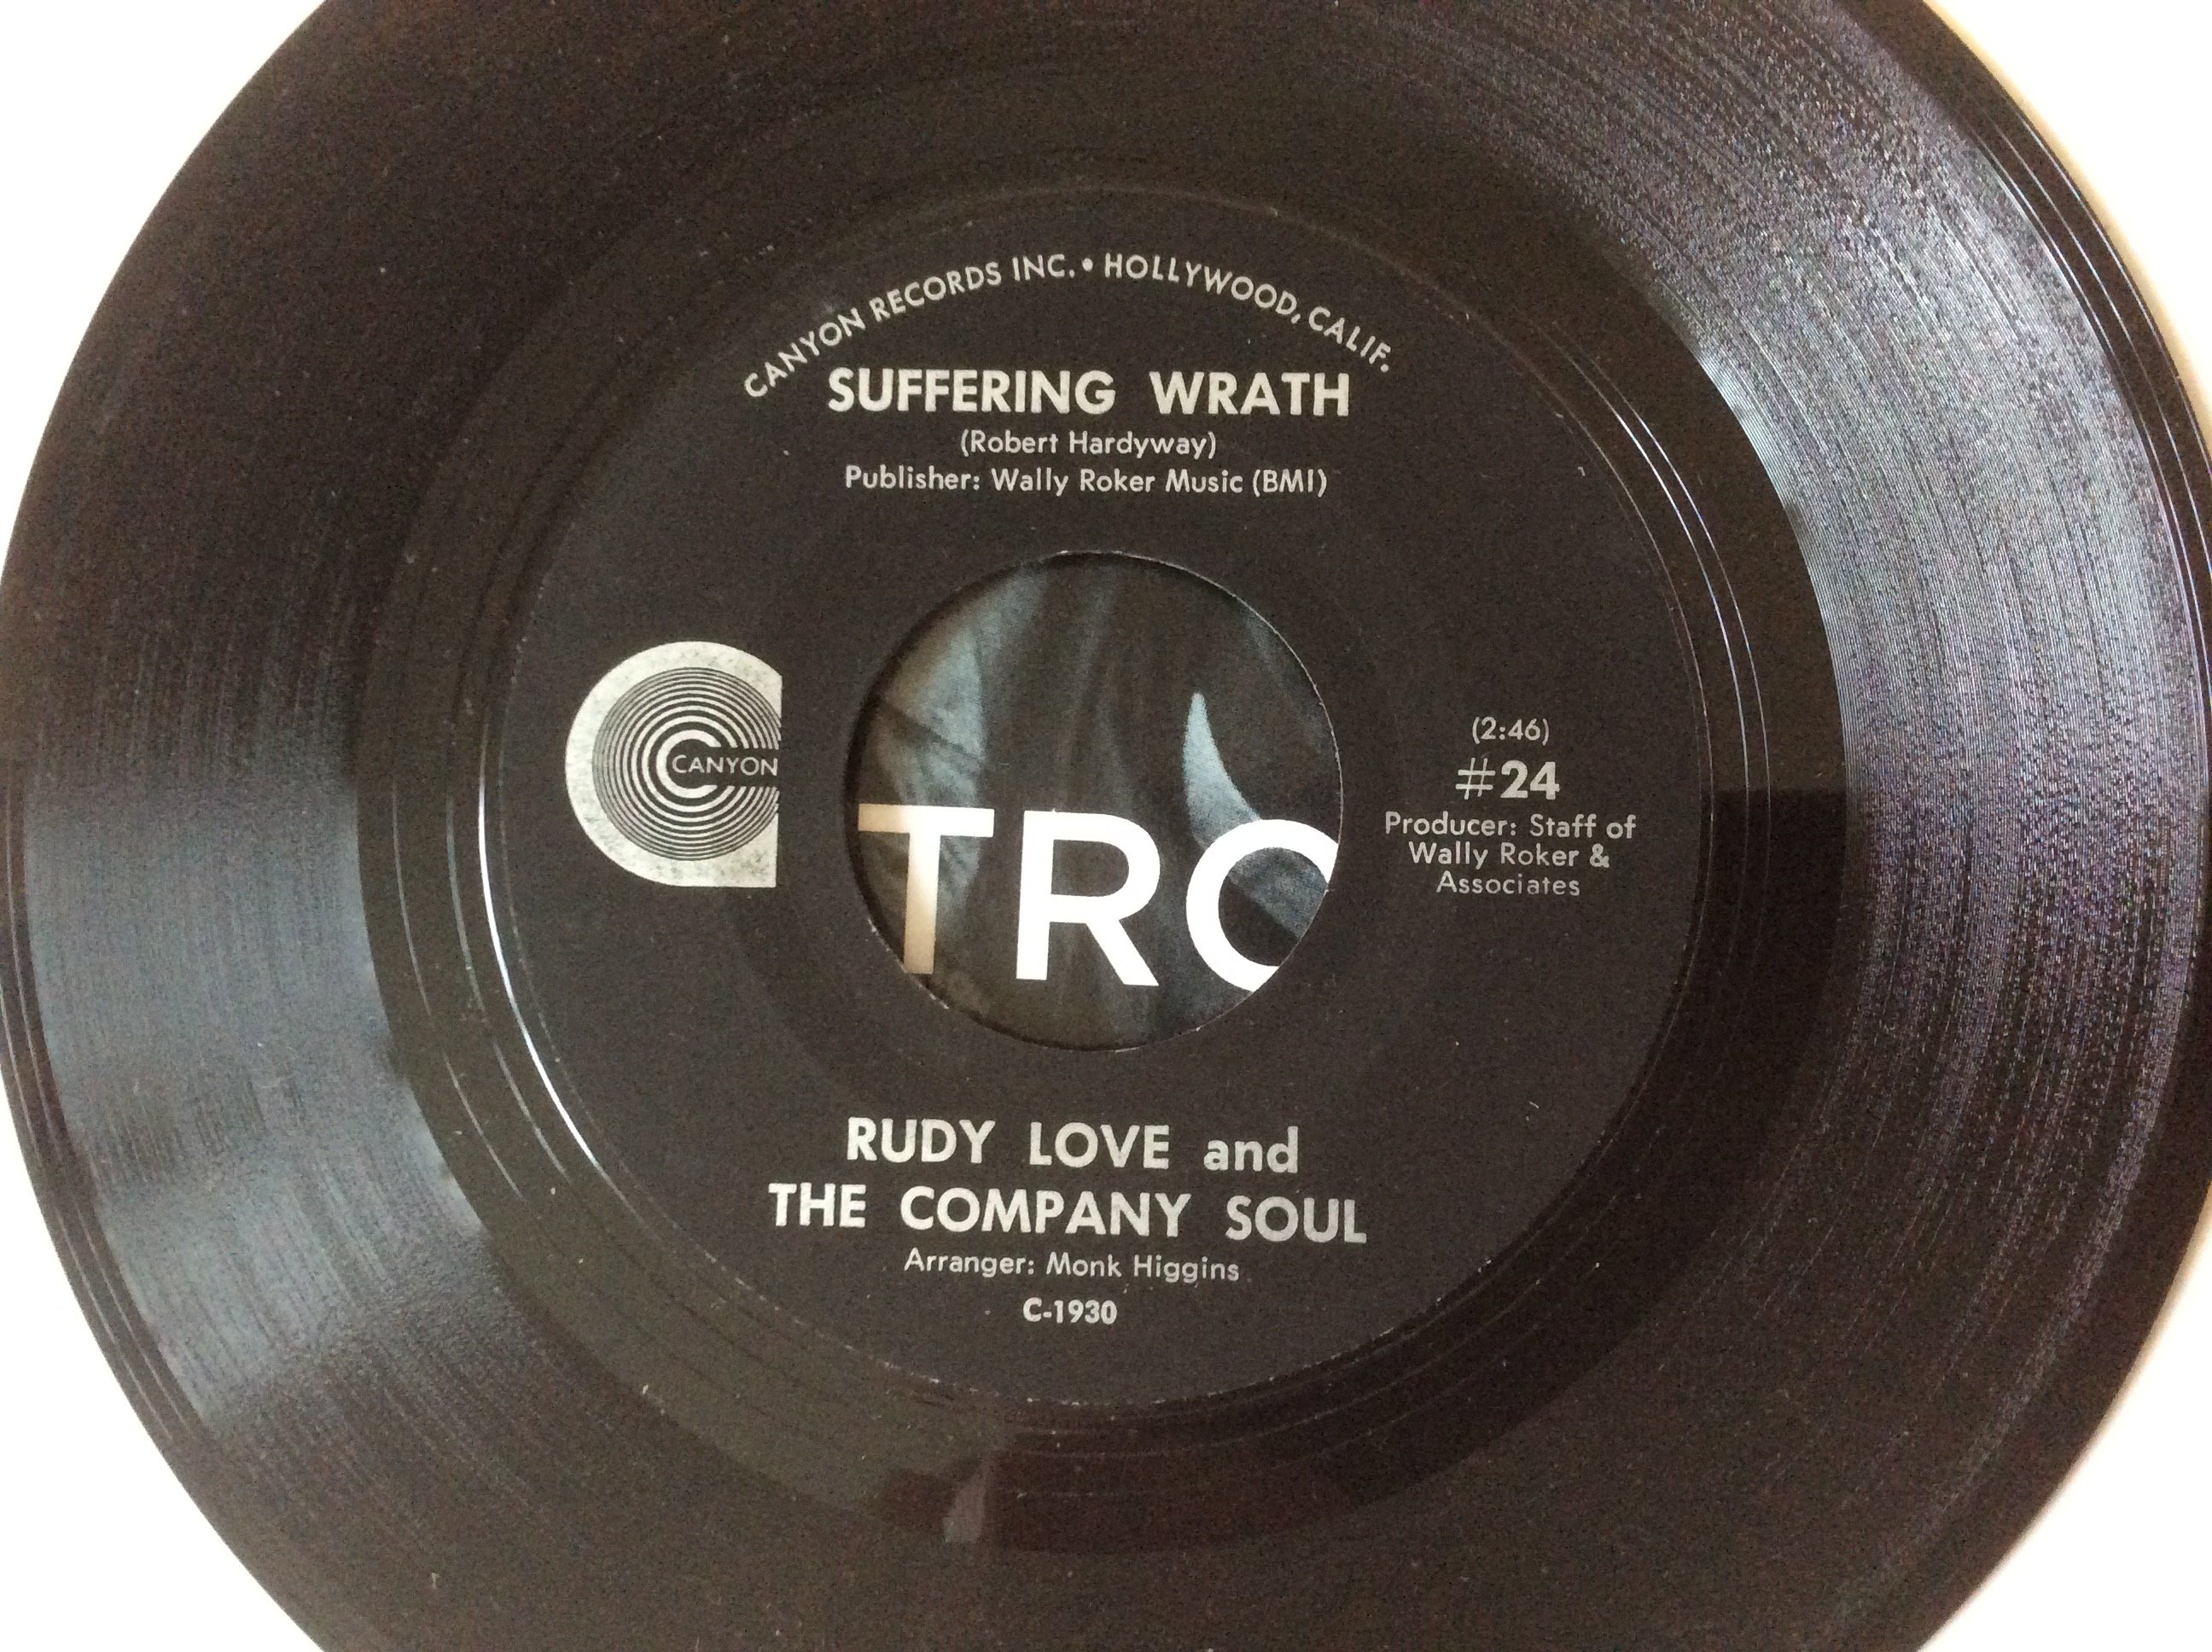 CANYON RECORDS INC. • HOLLYWOOD, CALIF.
SUFFERING WRATH
(Robert Hardyway)
Publisher: Wally Roker Music (BMI)
CANYON
(2:46)
#24
Producer: Staff of
Wally Roker &
Associates
TRO
RUDY LOVE and
THE COMPANY SOUL
Arranger: Monk Higgins
C-1930